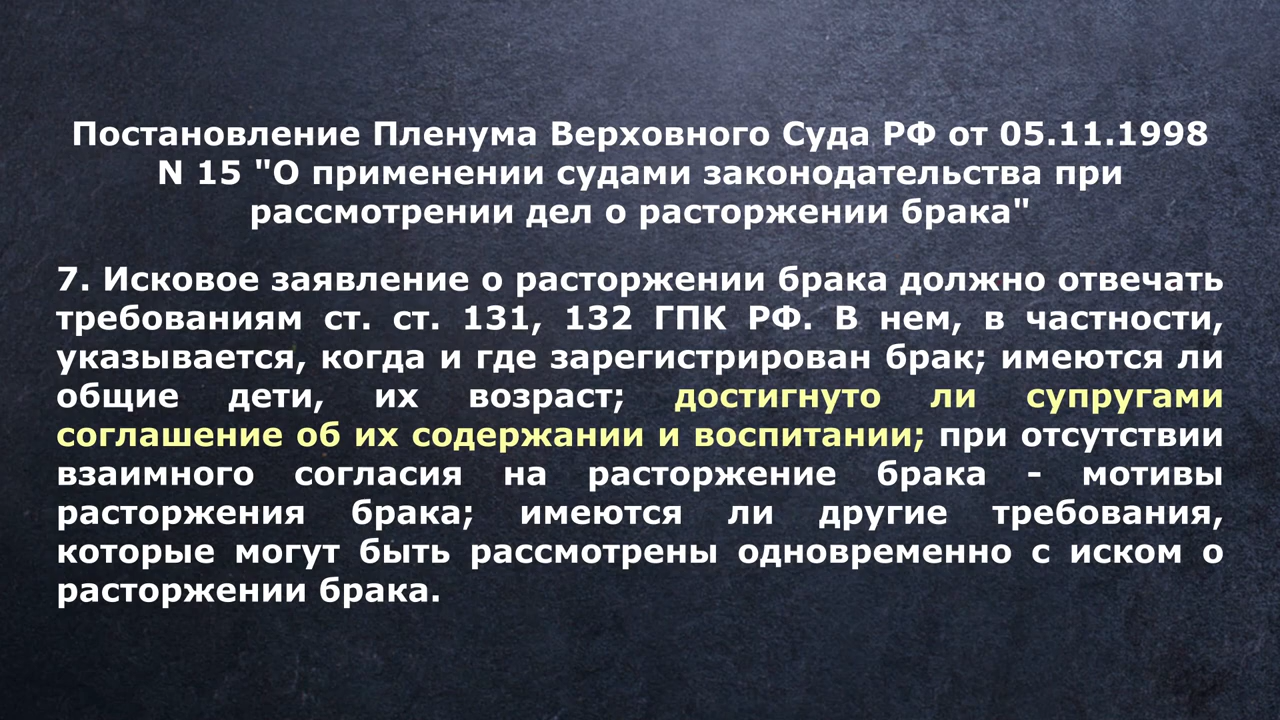 Постановление Пленума Верховного Суда РФ от 05.11.1998
N 15 "О применении судами законодательства при
рассмотрении дел о расторжении брака"
7. Исковое заявление о расторжении брака должно отвечать
требованиям ст. ст. 131, 132 ГПК РФ. В нем, в частности,
указывается, когда и где зарегистрирован брак; имеются ли
общие дети, их возраст; достигнуто ли супругами
соглашение об их содержании и воспитании; при отсутствии
взаимного согласия на расторжение брака - мотивы
расторжения брака; имеются ли другие требования,
которые могут быть рассмотрены одновременно с иском о
расторжении брака.